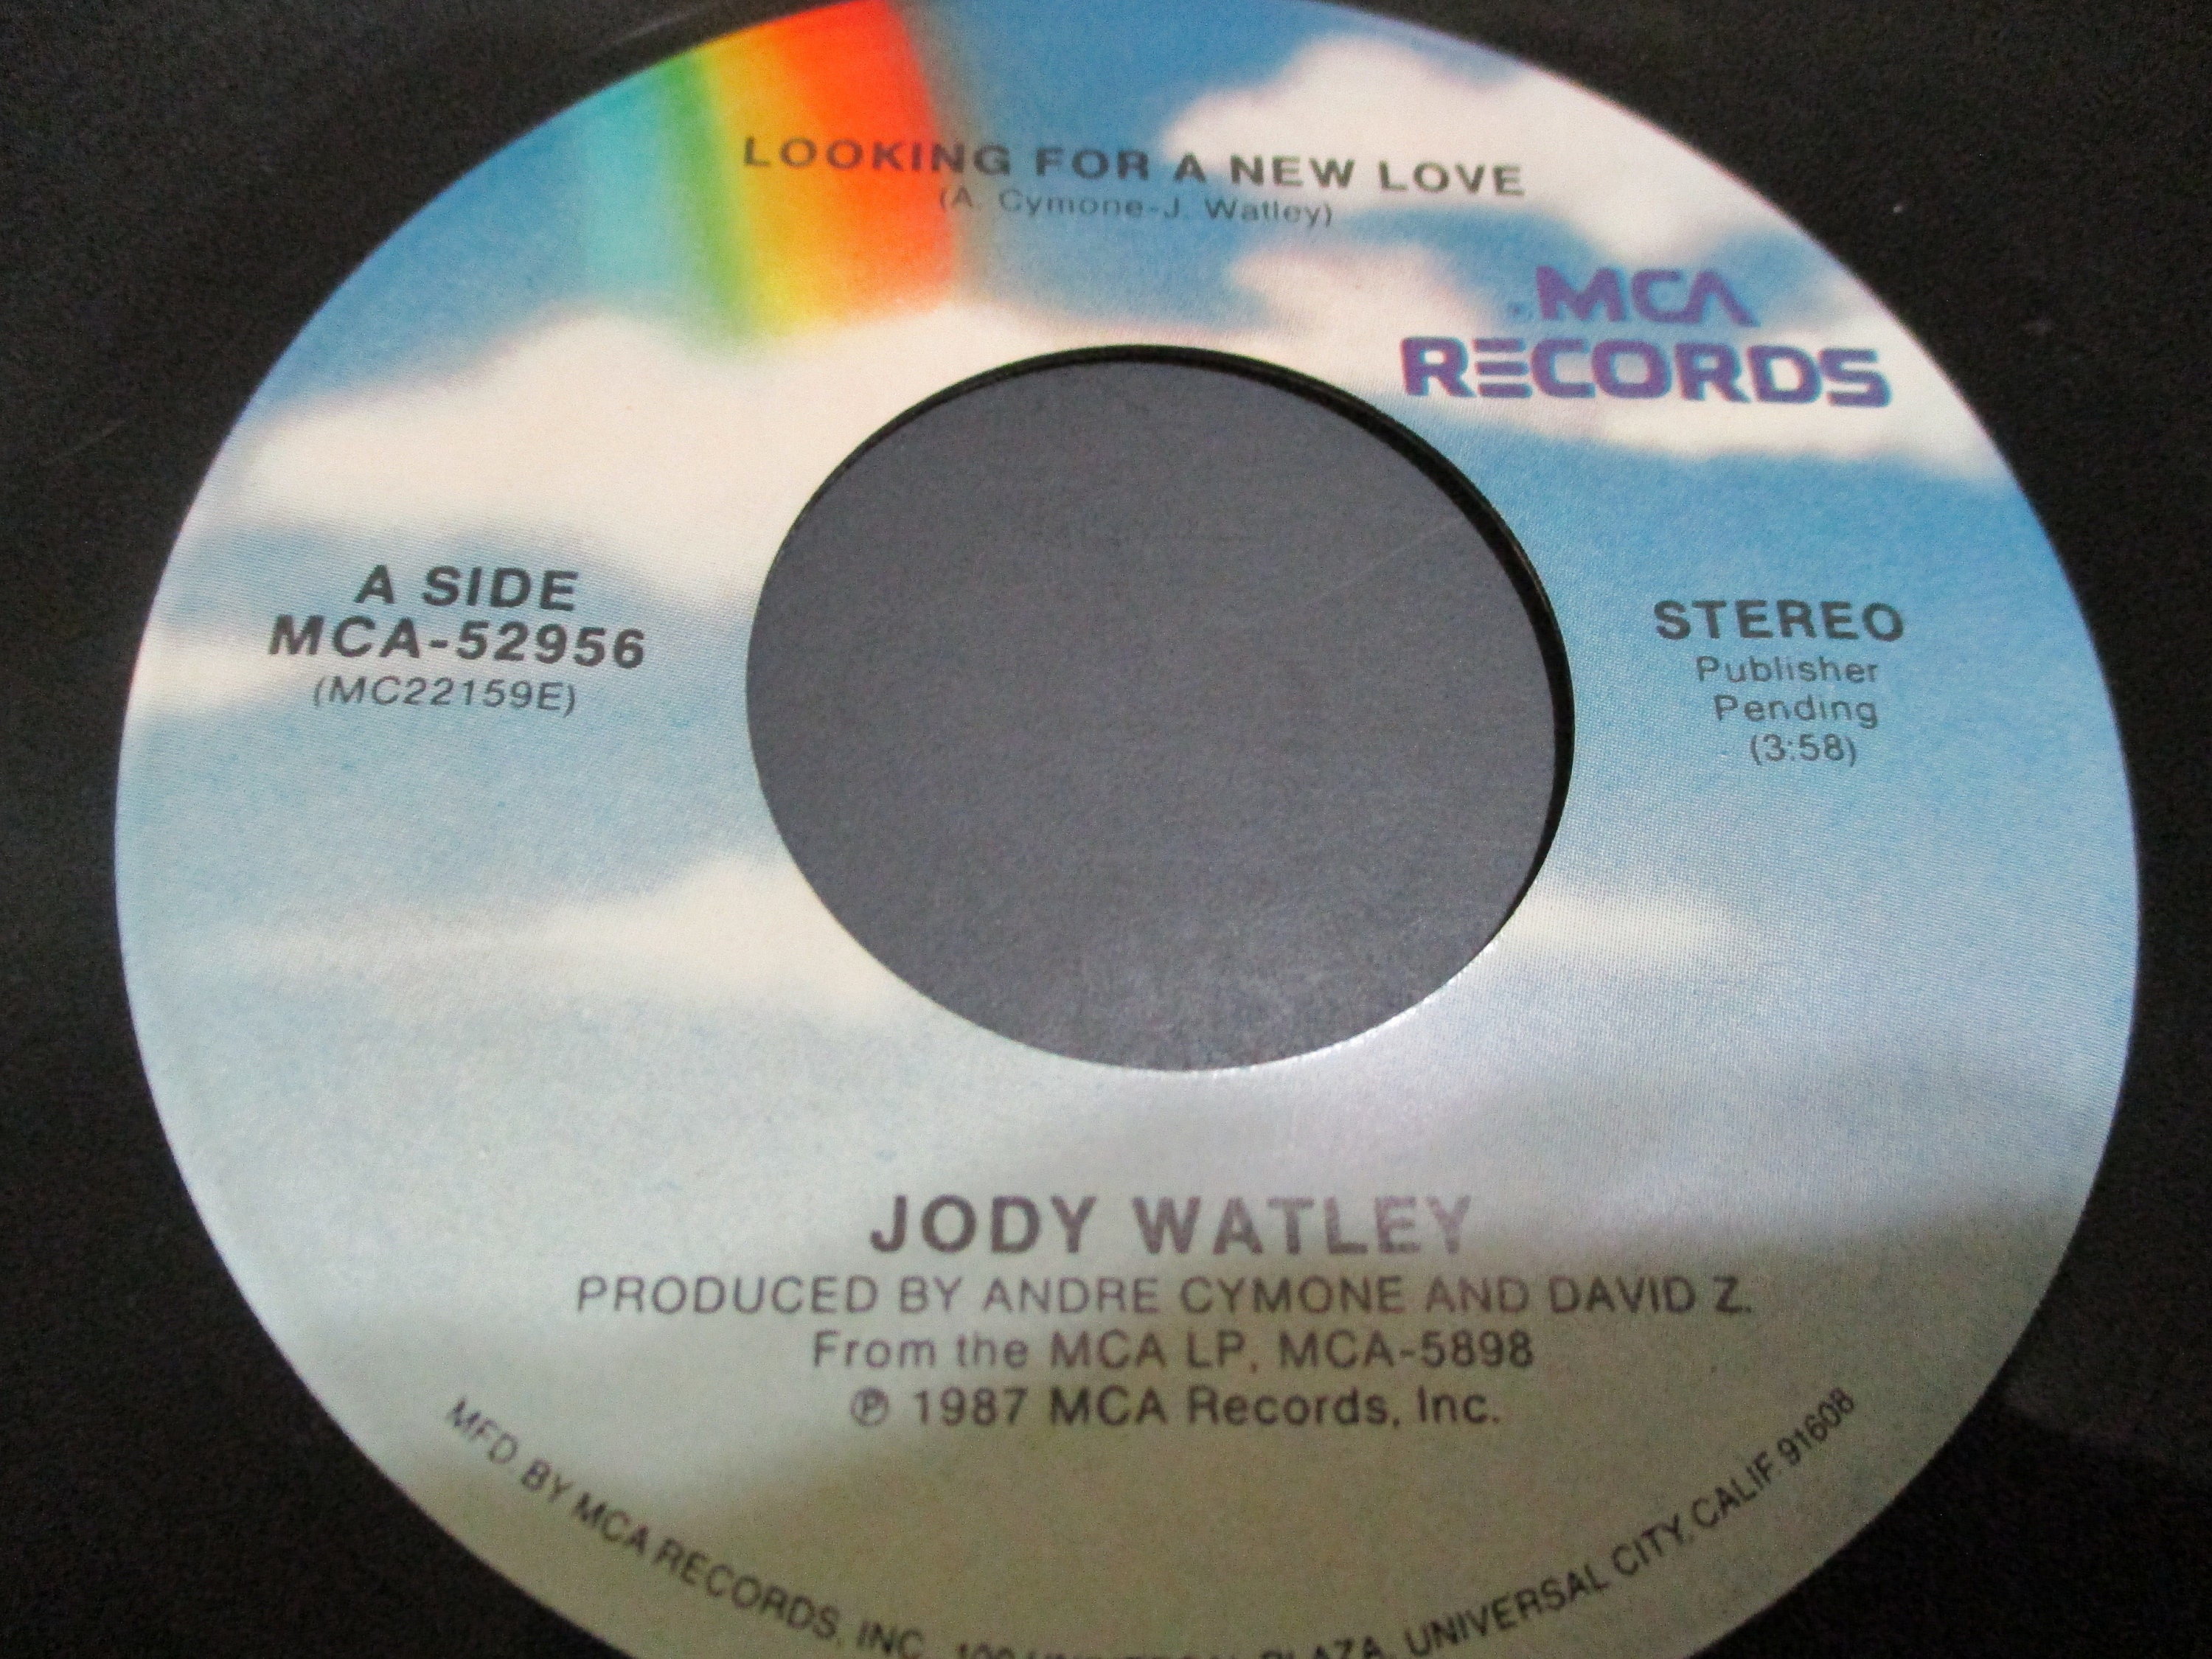 LOOKING FOR A NEW LOVE
(A. Cymone-J. Watley)
MCA
RECORDS
A SIDE
MCA-52956
(MC22159E)
STEREO
Publisher
Pending
(3:58)
JODY WATLEY
PRODUCED BY ANDRE CYMONE AND DAVID Z.
From the MCA LP, MCA-5898
℗ 1987 MCA Records, Inc.
MFD. BY MCA RECORDS, INC., PLAZA, UNIVERSAL CITY, CALIF. 91608